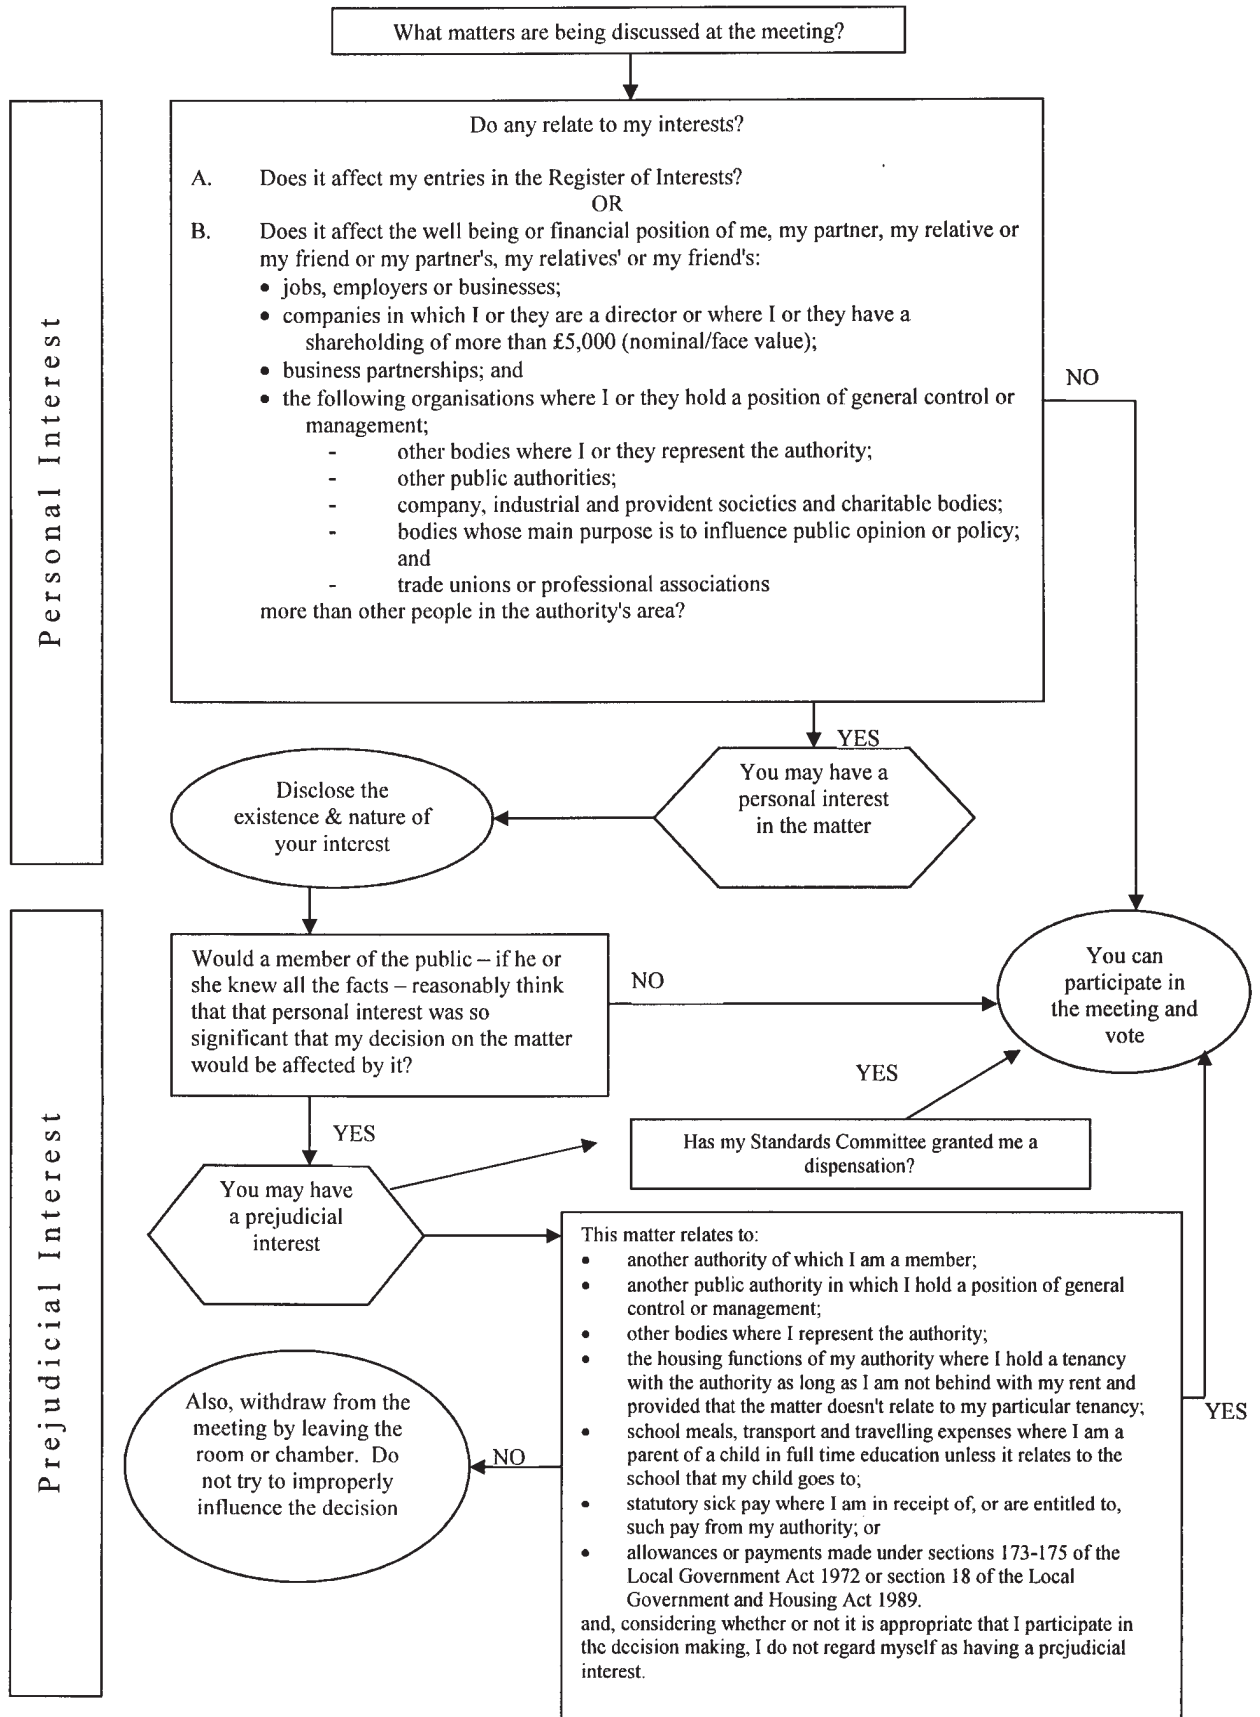 What matters are being discussed at the meeting?
Personal Interest
Do any relate to my interests?
A. Does it affect my entries in the Register of Interests?
OR
B. Does it affect the well being or financial position of me, my partner, my relative or
my friend or my partner's, my relatives' or my friend's:
• jobs, employers or businesses;
• companies in which I or they are a director or where I or they have a
shareholding of more than £5,000 (nominal/face value);
• business partnerships; and
• the following organisations where I or they hold a position of general control or
management;
- other bodies where I or they represent the authority;
- other public authorities;
- company, industrial and provident societies and charitable bodies;
- bodies whose main purpose is to influence public opinion or policy;
and
- trade unions or professional associations
more than other people in the authority's area?
NO
YES
You may have a
personal interest
in the matter
Disclose the
existence & nature of
your interest
Prejudicial Interest
Would a member of the public – if he or
she knew all the facts – reasonably think
that that personal interest was so
significant that my decision on the matter
would be affected by it?
NO
You can
participate in
the meeting and
vote
YES
YES
Has my Standards Committee granted me a
dispensation?
You may have
a prejudicial
interest
This matter relates to:
• another authority of which I am a member;
• another public authority in which I hold a position of general
control or management;
• other bodies where I represent the authority;
• the housing functions of my authority where I hold a tenancy
with the authority as long as I am not behind with my rent and
provided that the matter doesn't relate to my particular tenancy;
• school meals, transport and travelling expenses where I am a
parent of a child in full time education unless it relates to the
school that my child goes to;
• statutory sick pay where I am in receipt of, or are entitled to,
such pay from my authority; or
• allowances or payments made under sections 173-175 of the
Local Government Act 1972 or section 18 of the Local
Government and Housing Act 1989.
and, considering whether or not it is appropriate that I participate in
the decision making, I do not regard myself as having a prejudicial
interest.
YES
NO
Also, withdraw from the
meeting by leaving the
room or chamber. Do
not try to improperly
influence the decision